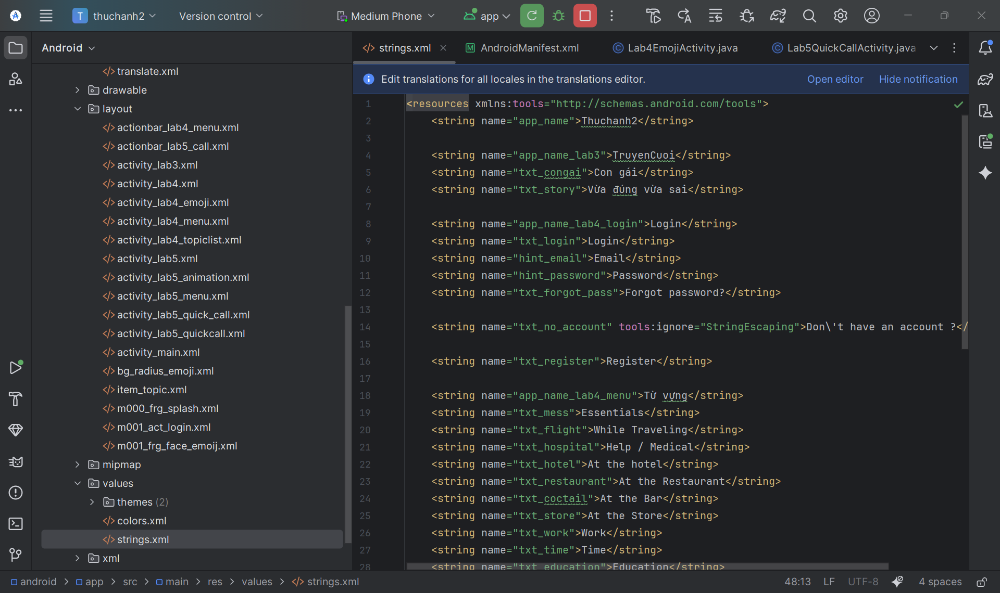 T thuchanh2
Version control
Medium Phone
app
Android
translate.xml
drawable
layout
actionbar_lab4_menu.xml
actionbar_lab5_call.xml
activity_lab3.xml
activity_lab4.xml
activity_lab4_emoji.xml
activity_lab4_menu.xml
activity_lab4_topiclist.xml
activity_lab5.xml
activity_lab5_animation.xml
activity_lab5_menu.xml
activity_lab5_quick_call.xml
activity_lab5_quickcall.xml
activity_main.xml
bg_radius_emoji.xml
item_topic.xml
m000_frg_splash.xml
m001_act_login.xml
m001_frg_face_emoij.xml
mipmap
values
themes (2)
colors.xml
strings.xml
xml
strings.xml
AndroidManifest.xml
Lab4EmojiActivity.java
Lab5QuickCallActivity.java
Edit translations for all locales in the translations editor.
Open editor
Hide notification
1 <resources xmlns:tools="http://schemas.android.com/tools">
2 <string name="app_name">Thuchanh2</string>
3
4 <string name="app_name_lab3">TruyenCuoi</string>
5 <string name="txt_congai">Con gái</string>
6 <string name="txt_story">Vừa đúng vừa sai</string>
7
8 <string name="app_name_lab4_login">Login</string>
9 <string name="txt_login">Login</string>
10 <string name="hint_email">Email</string>
11 <string name="hint_password">Password</string>
12 <string name="txt_forgot_pass">Forgot password?</string>
13
14 <string name="txt_no_account" tools:ignore="StringEscaping">Don\'t have an account ?</
15
16 <string name="txt_register">Register</string>
17
18 <string name="app_name_lab4_menu">Từ vựng</string>
19 <string name="txt_mess">Essentials</string>
20 <string name="txt_flight">While Traveling</string>
21 <string name="txt_hospital">Help / Medical</string>
22 <string name="txt_hotel">At the hotel</string>
23 <string name="txt_restaurant">At the Restaurant</string>
24 <string name="txt_coctail">At the Bar</string>
25 <string name="txt_store">At the Store</string>
26 <string name="txt_work">Work</string>
27 <string name="txt_time">Time</string>
28 <string name="txt_education">Education</string>
android > app > src > main > res > values > strings.xml
48:13 LF UTF-8 4 spaces